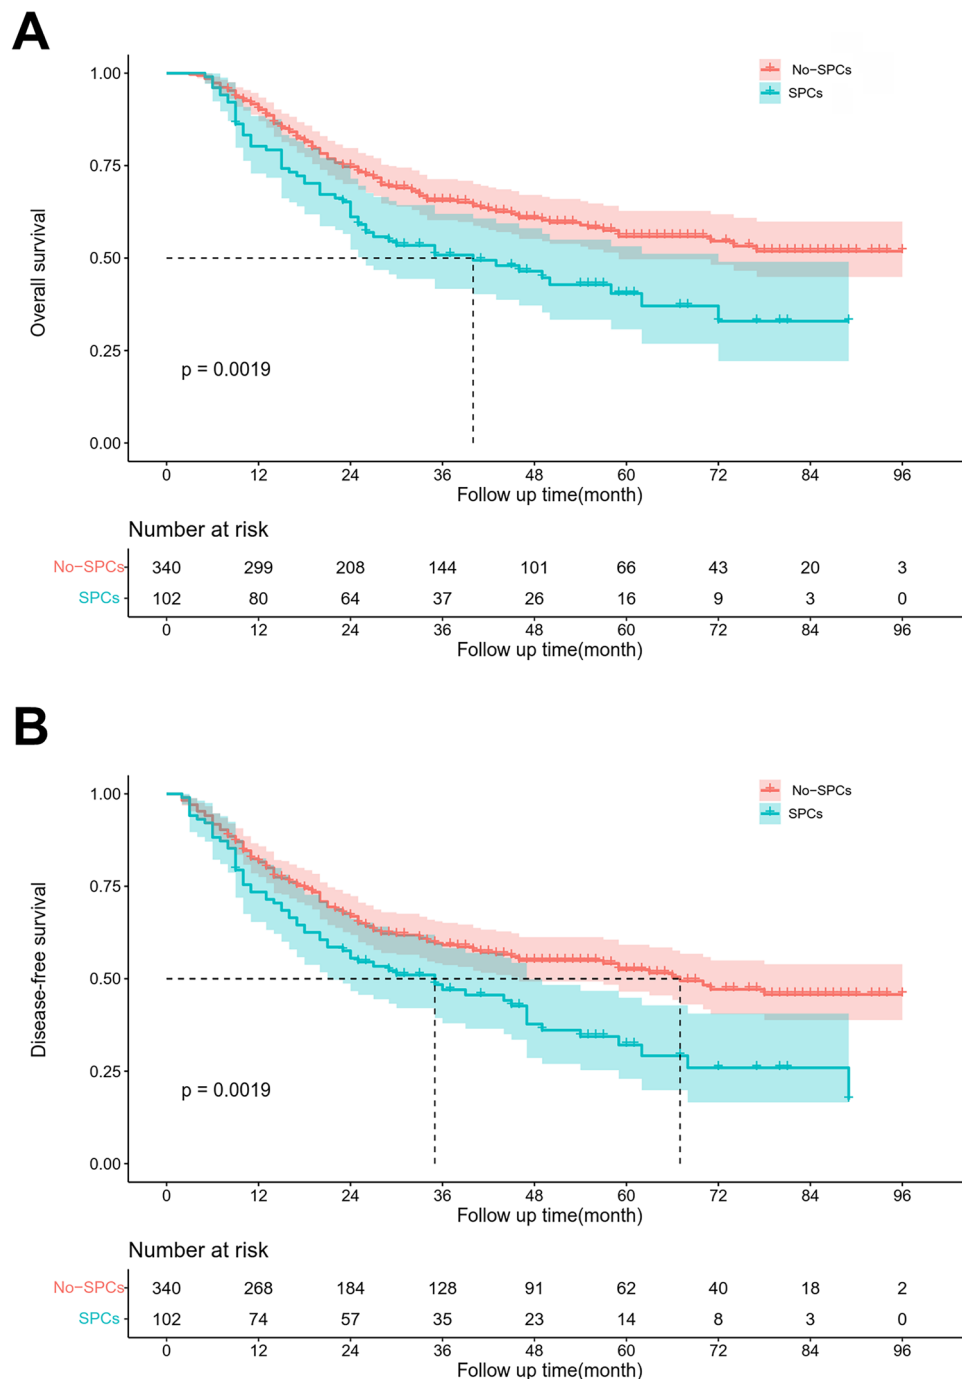 A
1.00
0.75
0.50
0.25
0.00
Overall survival
No−SPCs
SPCs
p = 0.0019
0 12 24 36 48 60 72 84 96
Follow up time(month)
Number at risk
No−SPCs 340 299 208 144 101 66 43 20 3
SPCs 102 80 64 37 26 16 9 3 0
0 12 24 36 48 60 72 84 96
Follow up time(month)
B
1.00
0.75
0.50
0.25
0.00
Disease-free survival
No−SPCs
SPCs
p = 0.0019
0 12 24 36 48 60 72 84 96
Follow up time(month)
Number at risk
No−SPCs 340 268 184 128 91 62 40 18 2
SPCs 102 74 57 35 23 14 8 3 0
0 12 24 36 48 60 72 84 96
Follow up time(month)